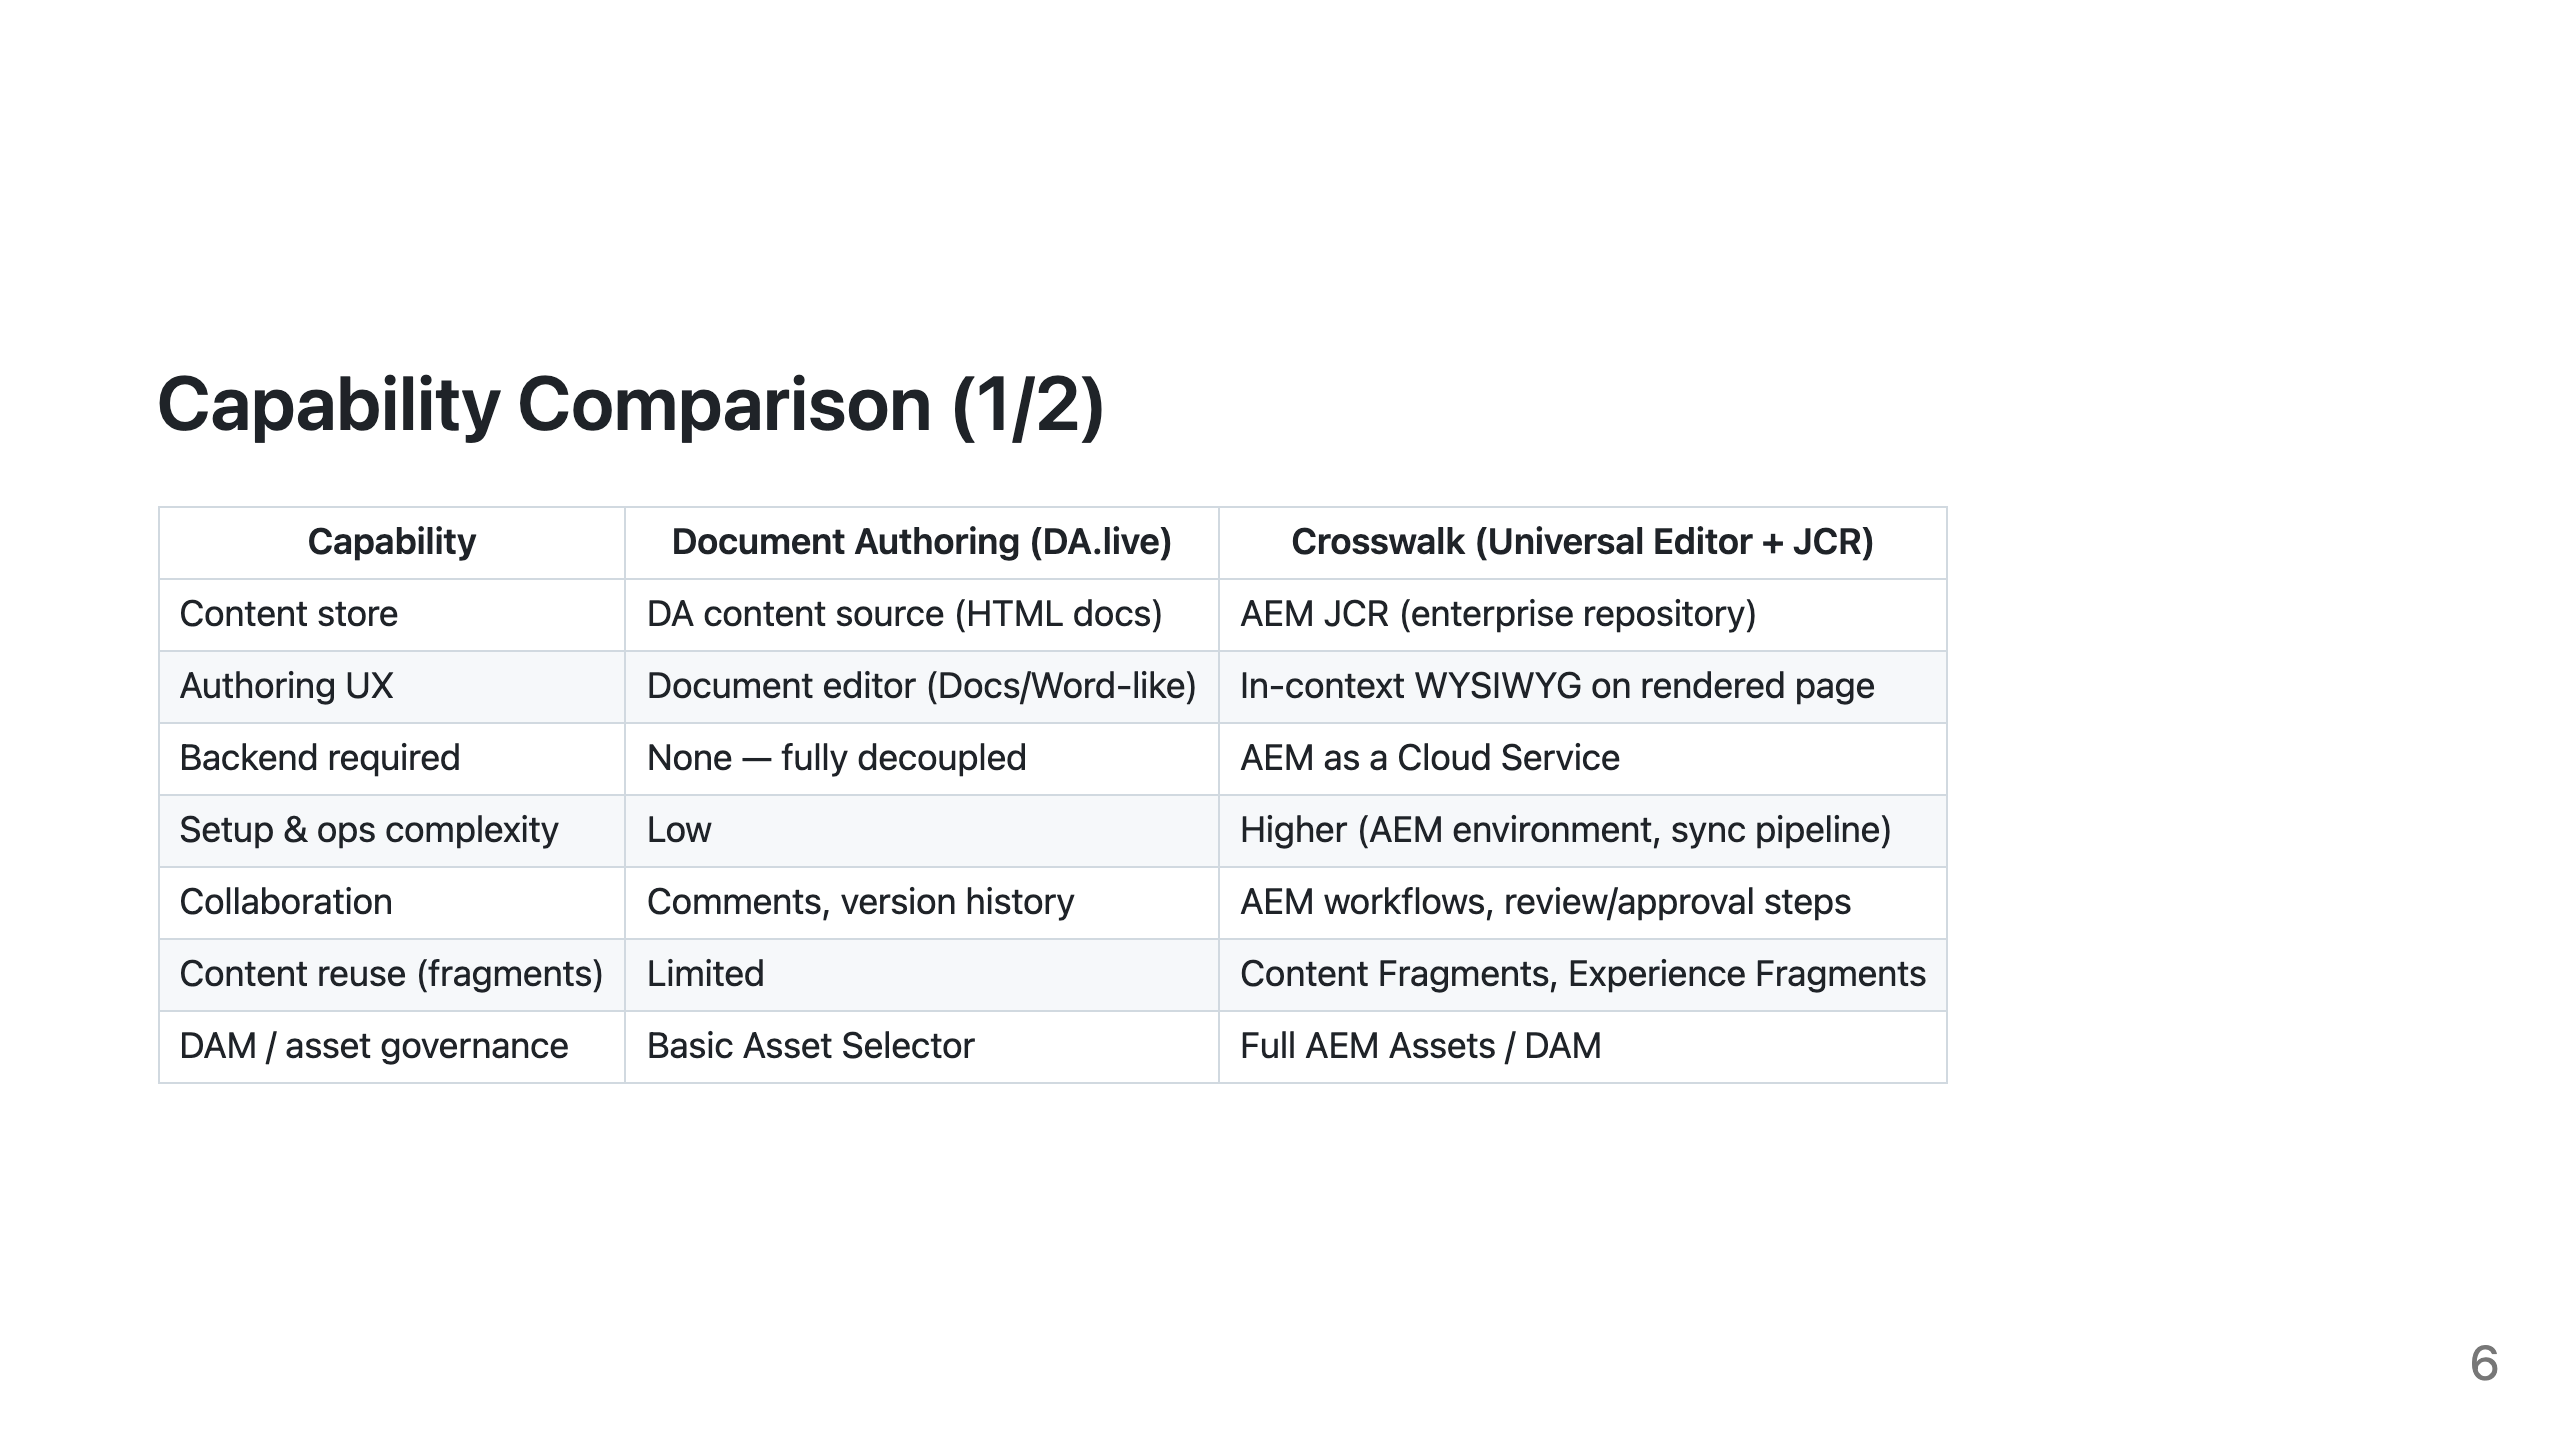 Capability Comparison (1/2)
Capability Document Authoring (DA.live) Crosswalk (Universal Editor + JCR)
Content store DA content source (HTML docs) AEM JCR (enterprise repository)
Authoring UX Document editor (Docs/Word-like) In-context WYSIWYG on rendered page
Backend required None — fully decoupled AEM as a Cloud Service
Setup & ops complexity Low Higher (AEM environment, sync pipeline)
Collaboration Comments, version history AEM workflows, review/approval steps
Content reuse (fragments) Limited Content Fragments, Experience Fragments
DAM / asset governance Basic Asset Selector Full AEM Assets / DAM
6